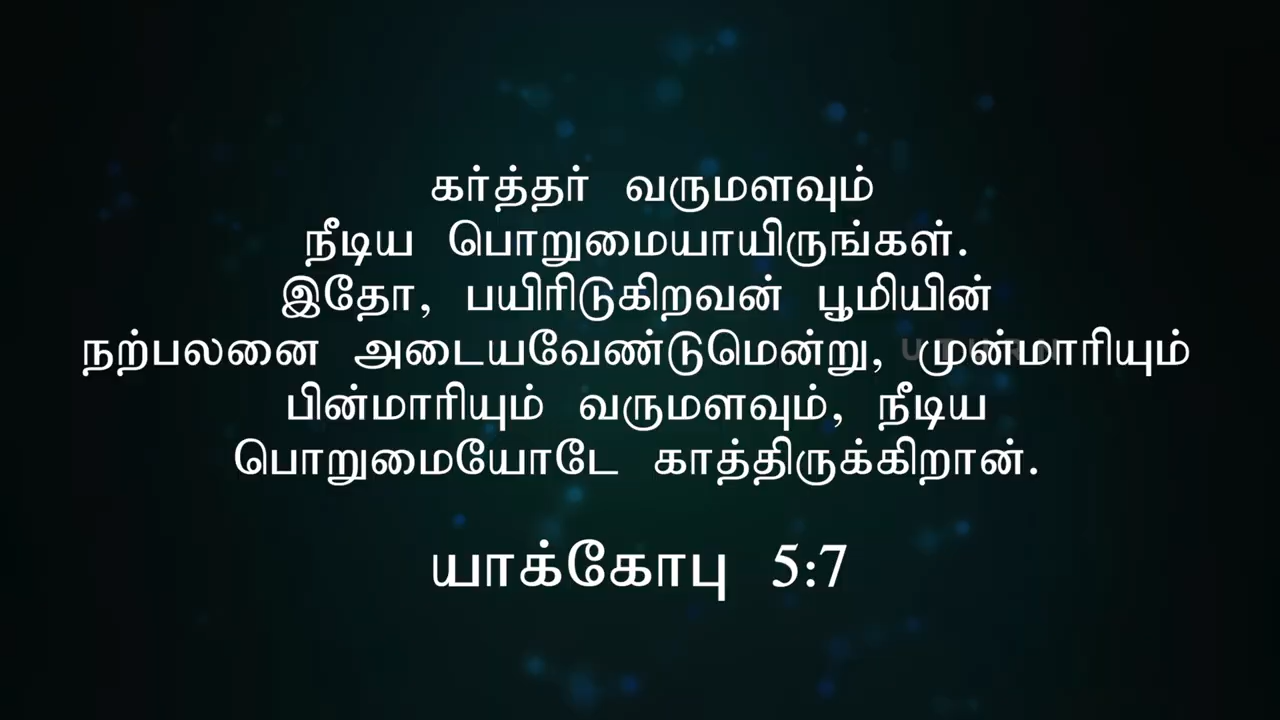 கர்த்தர் வருமளவும்
நீடிய பொறுமையாயிருங்கள்.
இதோ, பயிரிடுகிறவன் பூமியின்
நற்பலனை அடையவேண்டுமென்று, முன்மாரியும்
பின்மாரியும் வருமளவும், நீடிய
பொறுமையோடே காத்திருக்கிறான்.
யாக்கோபு 5:7